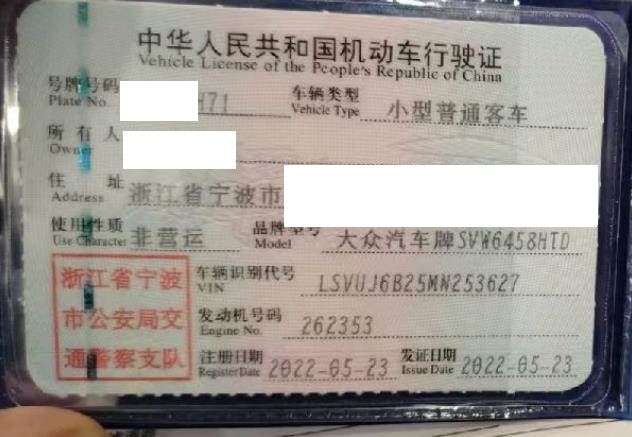 中华人民共和国机动车行驶证
Vehicle License of the People's Republic of China
号牌号码 H71 车辆类型 小型普通客车
Plate No. Vehicle Type
所有人
Owner
住址 浙江省宁波市
Address
使用性质 非营运 品牌型号 大众汽车牌SVW6458HTD
Use Character Model
浙江省宁波
市公安局交
通警察支队
车辆识别代号 LSVUJ6B25MN253627
VIN
发动机号码 262353
Engine No.
注册日期 2022-05-23 发证日期 2022-05-23
Register Date Issue Date